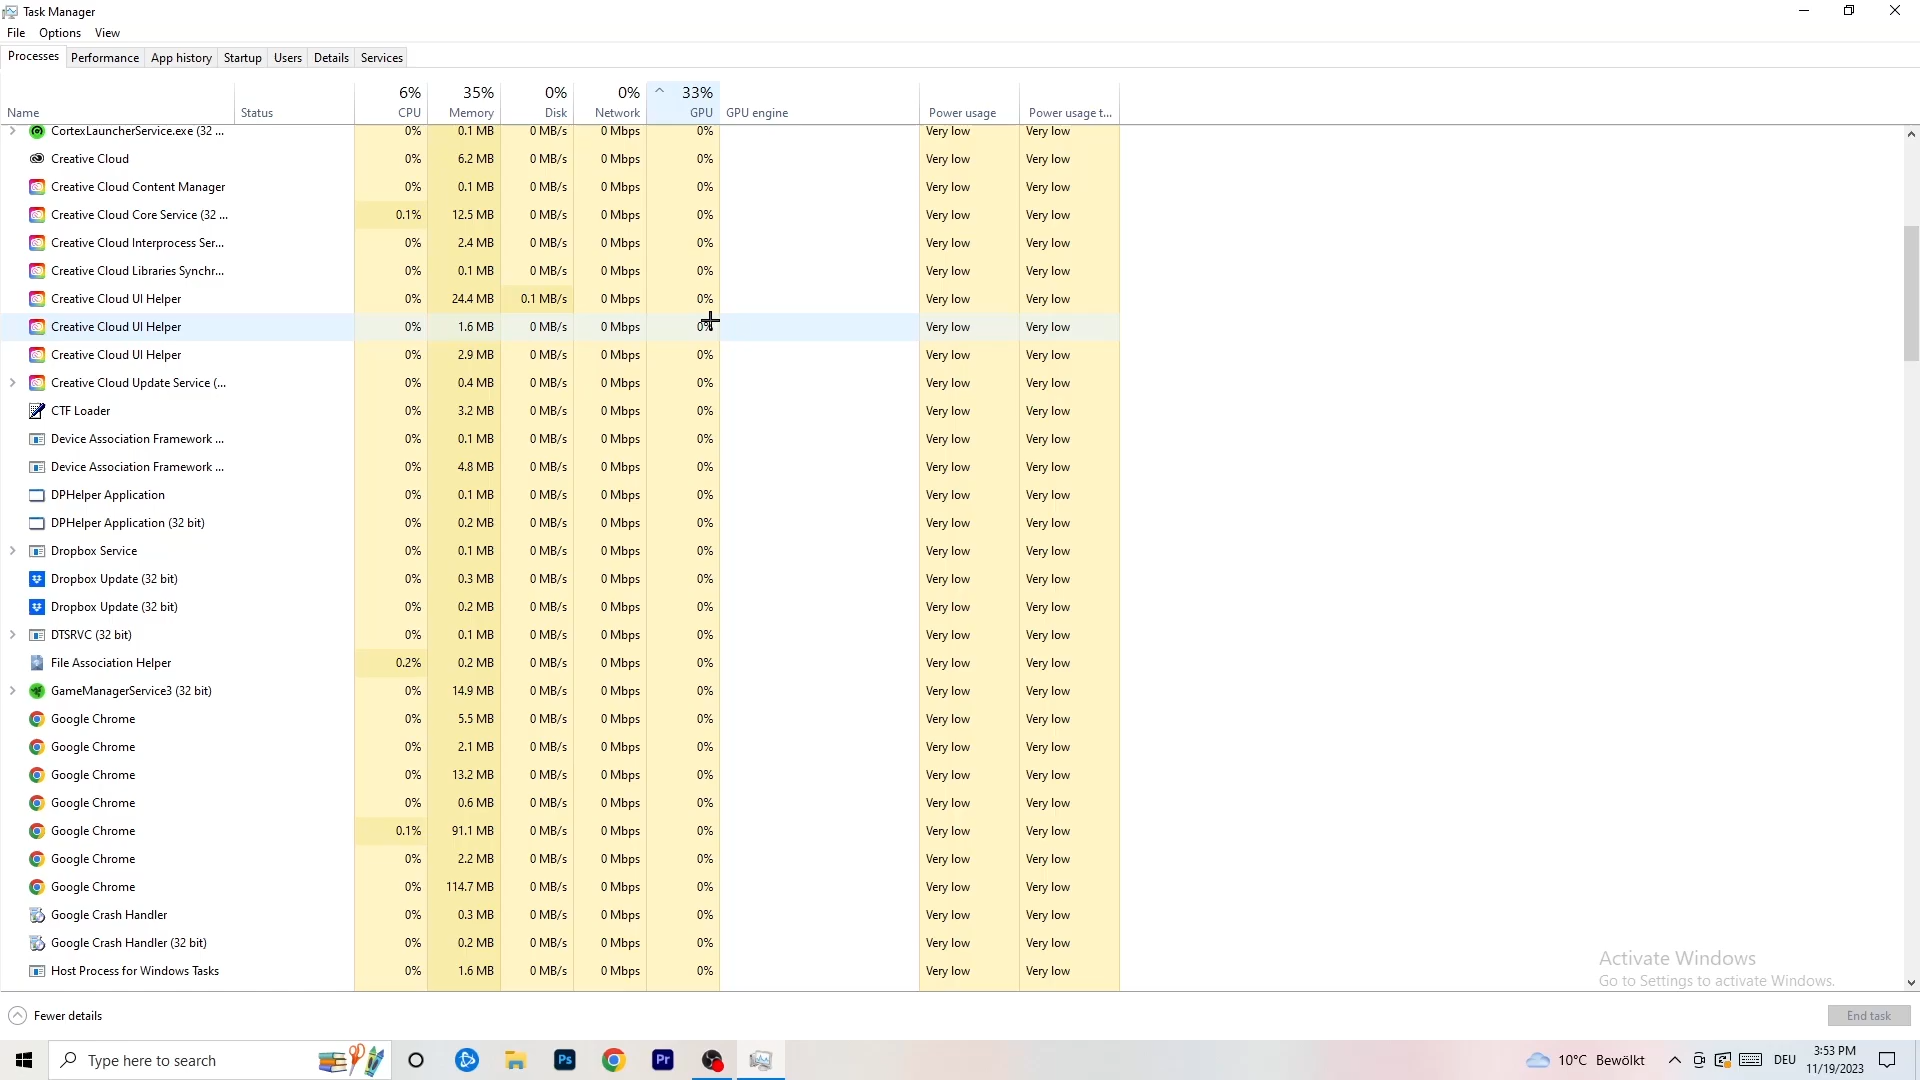 Task Manager
File Options View
Processes Performance App history Startup Users Details Services
6% 35% 0% 0% 33%
Name Status CPU Memory Disk Network GPU GPU engine Power usage Power usage t...
CortexLauncherService.exe (32 ... 0% 0.1 MB 0 MB/s 0 Mbps 0% Very low Very low
Creative Cloud 0% 6.2 MB 0 MB/s 0 Mbps 0% Very low Very low
Creative Cloud Content Manager 0% 0.1 MB 0 MB/s 0 Mbps 0% Very low Very low
Creative Cloud Core Service (32 ... 0.1% 12.5 MB 0 MB/s 0 Mbps 0% Very low Very low
Creative Cloud Interprocess Ser... 0% 2.4 MB 0 MB/s 0 Mbps 0% Very low Very low
Creative Cloud Libraries Synchr... 0% 0.1 MB 0 MB/s 0 Mbps 0% Very low Very low
Creative Cloud UI Helper 0% 24.4 MB 0.1 MB/s 0 Mbps 0% Very low Very low
Creative Cloud UI Helper 0% 1.6 MB 0 MB/s 0 Mbps 0% Very low Very low
Creative Cloud UI Helper 0% 2.9 MB 0 MB/s 0 Mbps 0% Very low Very low
Creative Cloud Update Service (... 0% 0.4 MB 0 MB/s 0 Mbps 0% Very low Very low
CTF Loader 0% 3.2 MB 0 MB/s 0 Mbps 0% Very low Very low
Device Association Framework ... 0% 0.1 MB 0 MB/s 0 Mbps 0% Very low Very low
Device Association Framework ... 0% 4.8 MB 0 MB/s 0 Mbps 0% Very low Very low
DPHelper Application 0% 0.1 MB 0 MB/s 0 Mbps 0% Very low Very low
DPHelper Application (32 bit) 0% 0.2 MB 0 MB/s 0 Mbps 0% Very low Very low
Dropbox Service 0% 0.1 MB 0 MB/s 0 Mbps 0% Very low Very low
Dropbox Update (32 bit) 0% 0.3 MB 0 MB/s 0 Mbps 0% Very low Very low
Dropbox Update (32 bit) 0% 0.2 MB 0 MB/s 0 Mbps 0% Very low Very low
DTSRVC (32 bit) 0% 0.1 MB 0 MB/s 0 Mbps 0% Very low Very low
File Association Helper 0.2% 0.2 MB 0 MB/s 0 Mbps 0% Very low Very low
GameManagerService3 (32 bit) 0% 14.9 MB 0 MB/s 0 Mbps 0% Very low Very low
Google Chrome 0% 5.5 MB 0 MB/s 0 Mbps 0% Very low Very low
Google Chrome 0% 2.1 MB 0 MB/s 0 Mbps 0% Very low Very low
Google Chrome 0% 13.2 MB 0 MB/s 0 Mbps 0% Very low Very low
Google Chrome 0% 0.6 MB 0 MB/s 0 Mbps 0% Very low Very low
Google Chrome 0.1% 91.1 MB 0 MB/s 0 Mbps 0% Very low Very low
Google Chrome 0% 2.2 MB 0 MB/s 0 Mbps 0% Very low Very low
Google Chrome 0% 114.7 MB 0 MB/s 0 Mbps 0% Very low Very low
Google Crash Handler 0% 0.3 MB 0 MB/s 0 Mbps 0% Very low Very low
Google Crash Handler (32 bit) 0% 0.2 MB 0 MB/s 0 Mbps 0% Very low Very low
Host Process for Windows Tasks 0% 1.6 MB 0 MB/s 0 Mbps 0% Very low Very low
Activate Windows
Go to Settings to activate Windows.
Fewer details End task
Type here to search Ps Pr 10°C Bewölkt DEU 3:53 PM
11/19/2023